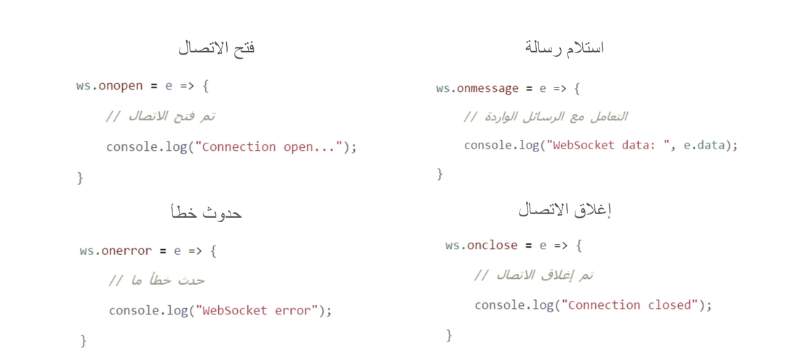 فتح الاتصال
ws.onopen = e => {
// تم فتح الاتصال
console.log("Connection open...");
}
استلام رسالة
ws.onmessage = e => {
// التعامل مع الرسائل الواردة
console.log("WebSocket data: ", e.data);
}
حدوث خطأ
ws.onerror = e => {
// حدث خطأ ما
console.log("WebSocket error");
}
إغلاق الاتصال
ws.onclose = e => {
// تم إغلاق الاتصال
console.log("Connection closed");
}